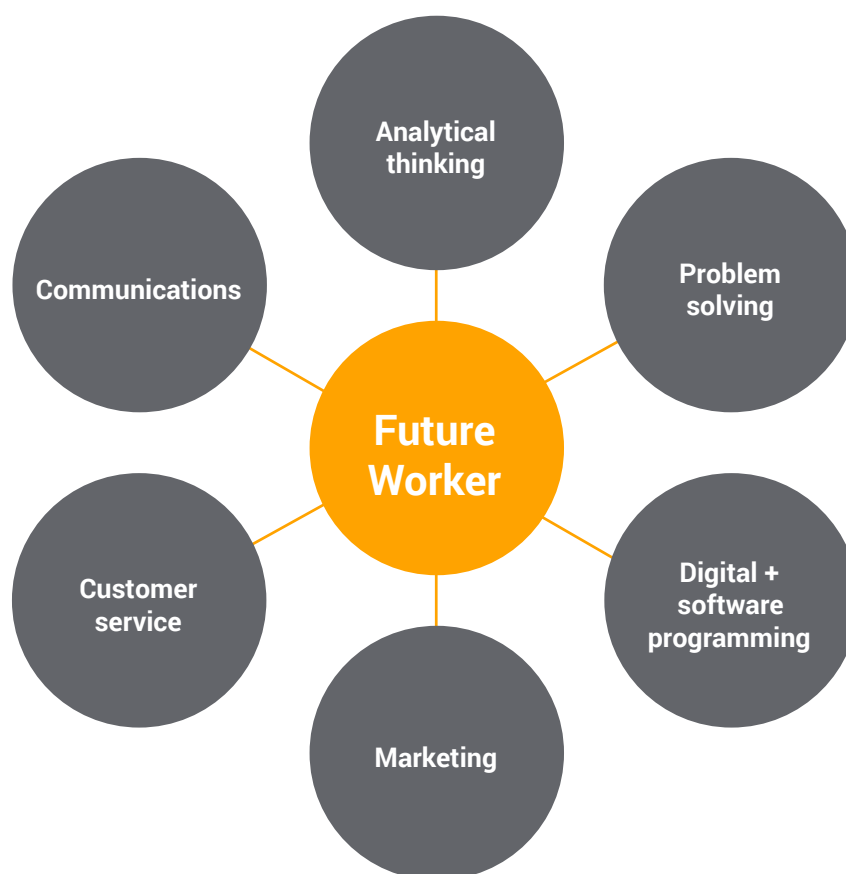 Analytical
thinking
Communications
Problem
solving
Future
Worker
Customer
service
Digital +
software
programming
Marketing